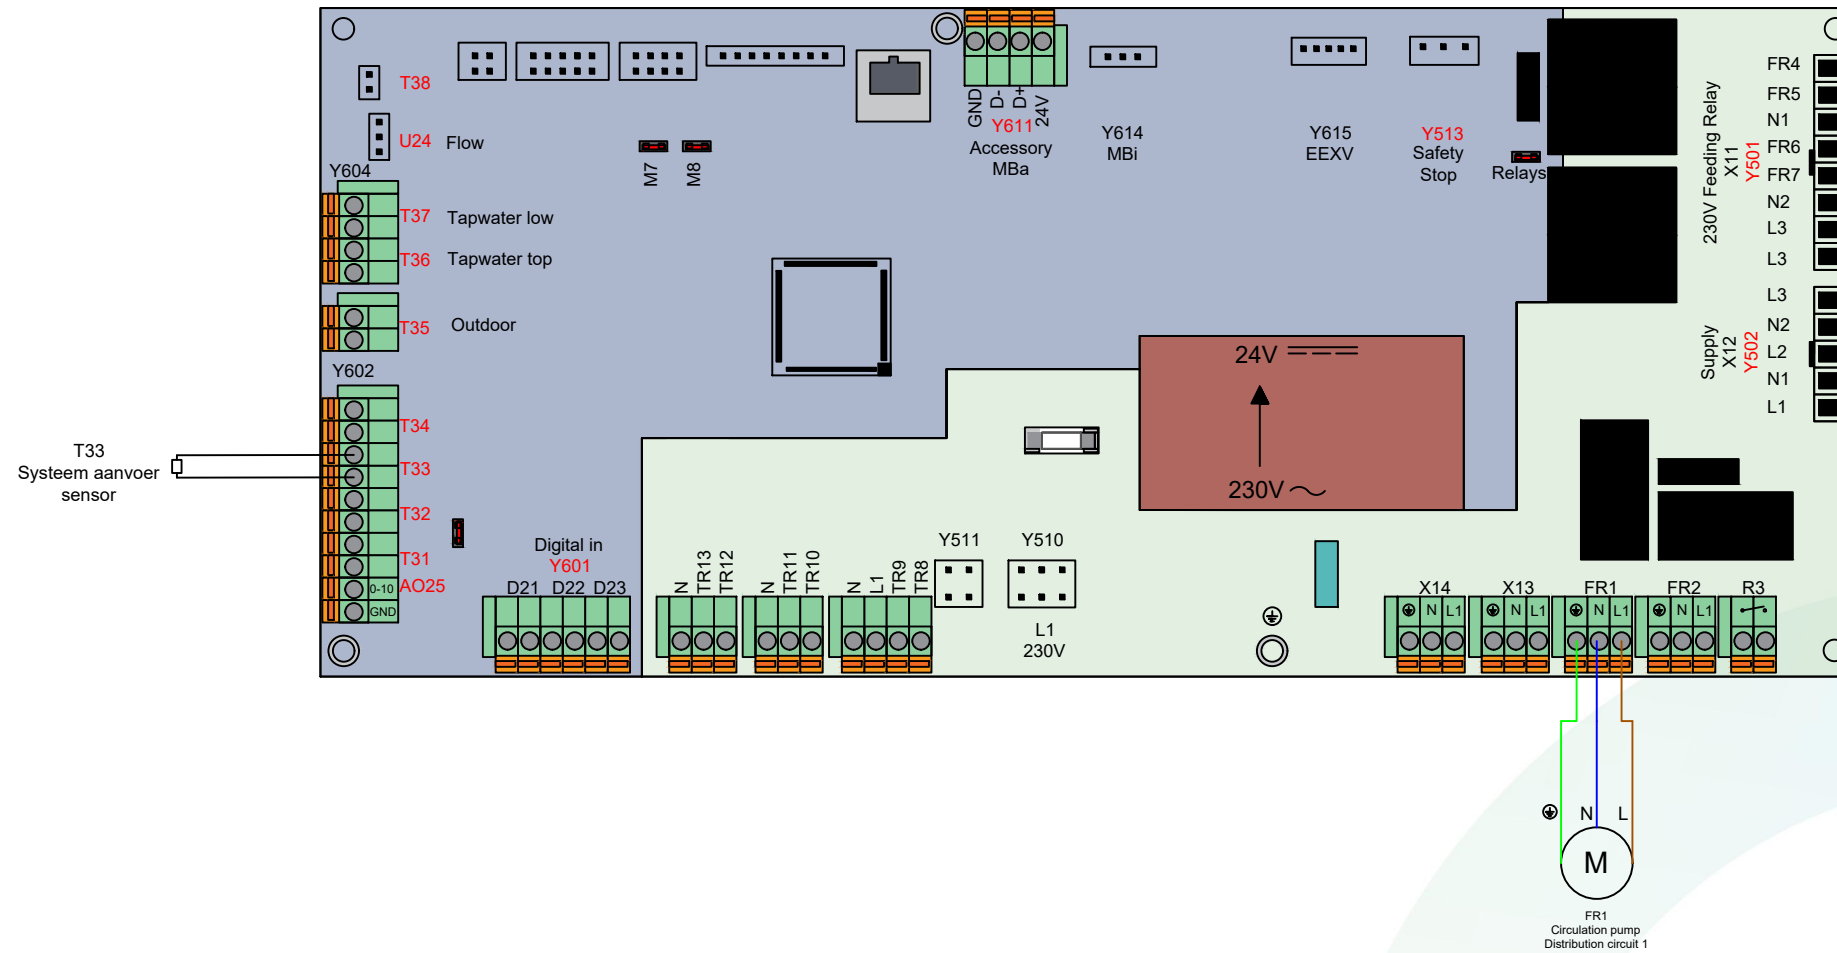 T38
U24 Flow
Y604
T37 Tapwater low
T36 Tapwater top
T35 Outdoor
Y602
T34
T33
T32
T31
AO25
0-10
GND
T33
Systeem aanvoer
sensor
M7
M8
GND
D-
D+
24V
Y611
Accessory
MBa
Y614
MBi
Y615
EEXV
Y513
Safety
Stop
Relays
230V Feeding Relay
X11
Y501
FR4
FR5
N1
FR6
FR7
N2
L3
L3
Supply
X12
Y502
L3
N2
L2
N1
L1
24V
230V
Digital in
Y601
D21 D22 D23
N
TR13
TR12
N
TR11
TR10
N
L1
TR9
TR8
Y511
Y510
L1
230V
X14
N L1
X13
N L1
FR1
N L1
FR2
N L1
R3
N L
M
FR1
Circulation pump
Distribution circuit 1